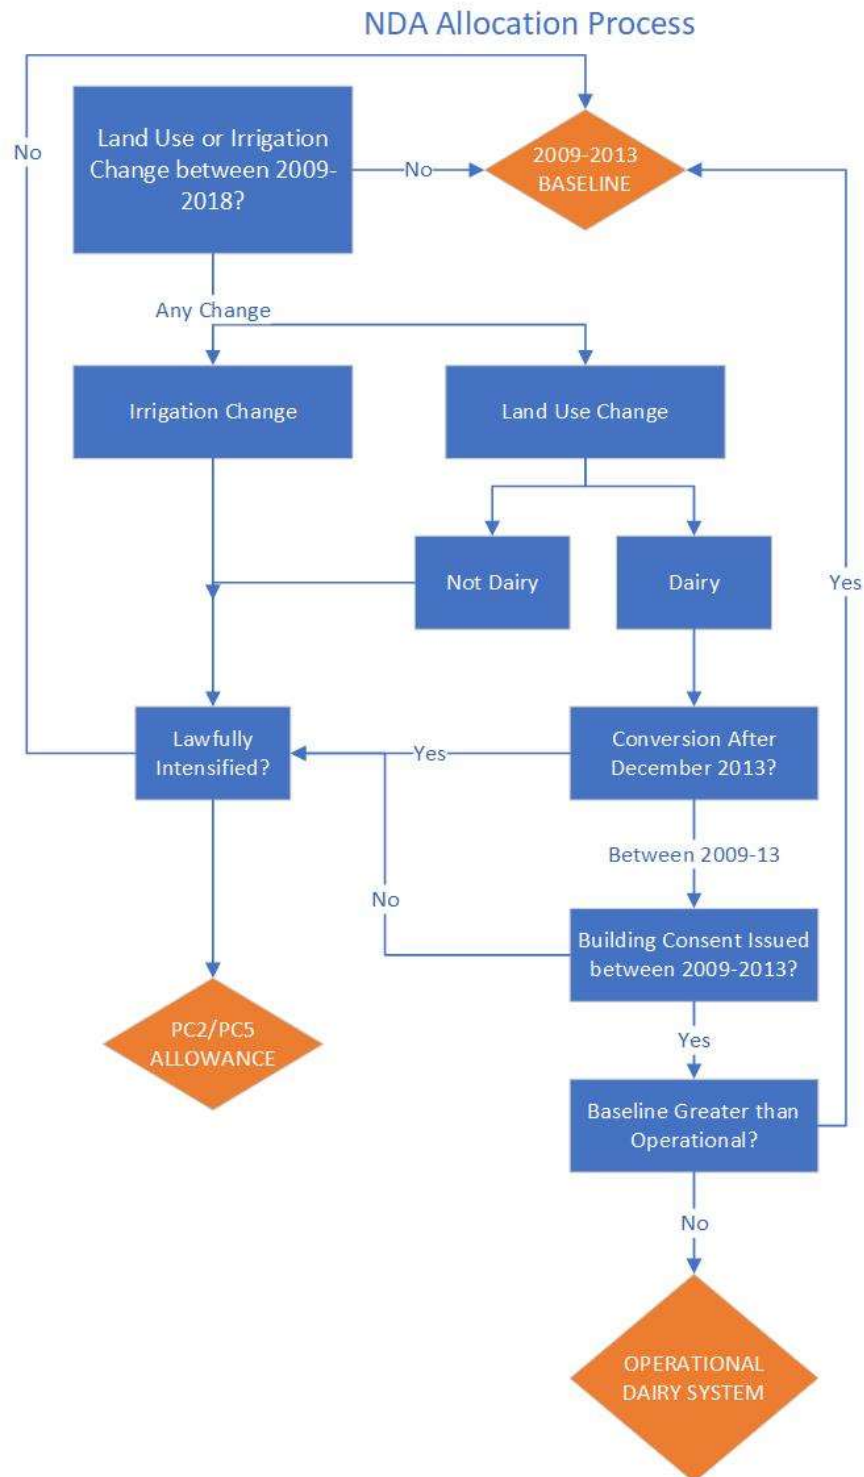 NDA Allocation Process
No
Land Use or Irrigation
Change between 2009-
2018?
No
2009-2013
BASELINE
Any Change
Irrigation Change
Land Use Change
Not Dairy
Dairy
Yes
Lawfully
Intensified?
Yes
Conversion After
December 2013?
Between 2009-13
No
Building Consent Issued
between 2009-2013?
PC2/PC5
ALLOWANCE
Yes
Baseline Greater than
Operational?
No
OPERATIONAL
DAIRY SYSTEM